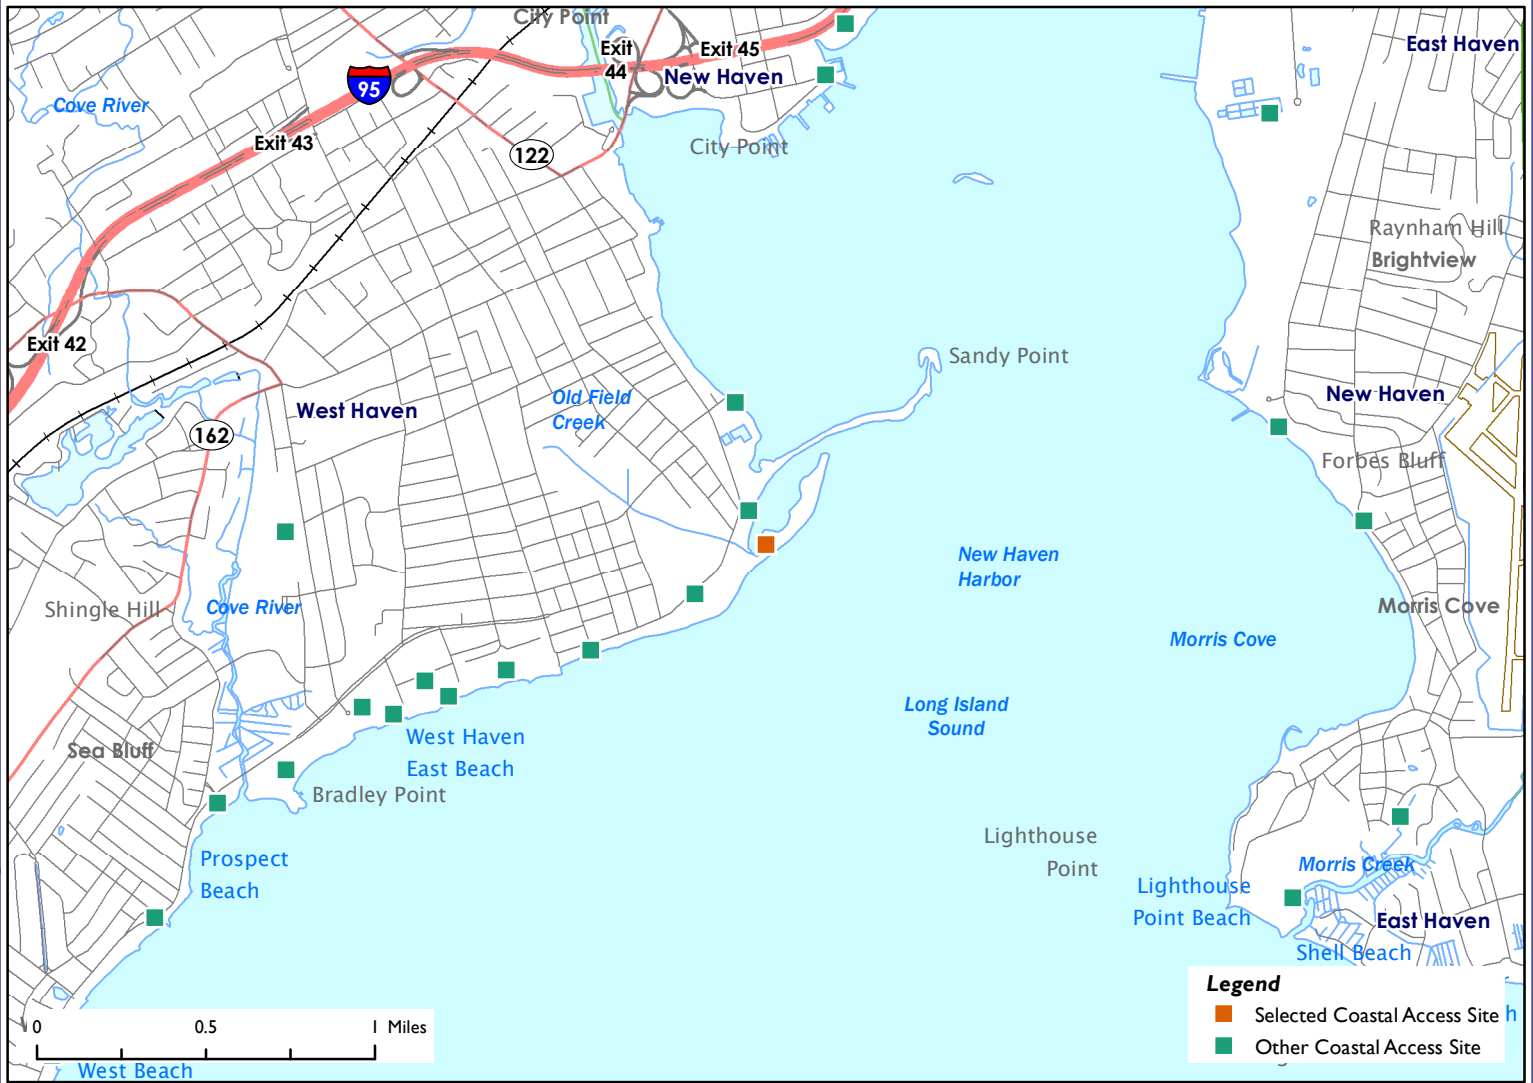 City Point
Exit
44
Exit 45
New Haven
East Haven
95
Cove River
Exit 43
122
City Point
Raynham Hill
Brightview
Exit 42
Sandy Point
West Haven
Old Field
Creek
New Haven
162
Forbes Bluff
New Haven
Harbor
Shingle Hill
Cove River
Morris Cove
Morris Cove
Long Island
Sound
Sea Bluff
West Haven
East Beach
Bradley Point
Lighthouse
Point
Prospect
Beach
Morris Creek
Lighthouse
Point Beach
East Haven
Shell Beach
Legend
Selected Coastal Access Site
Other Coastal Access Site
0 0.5 1 Miles
West Beach